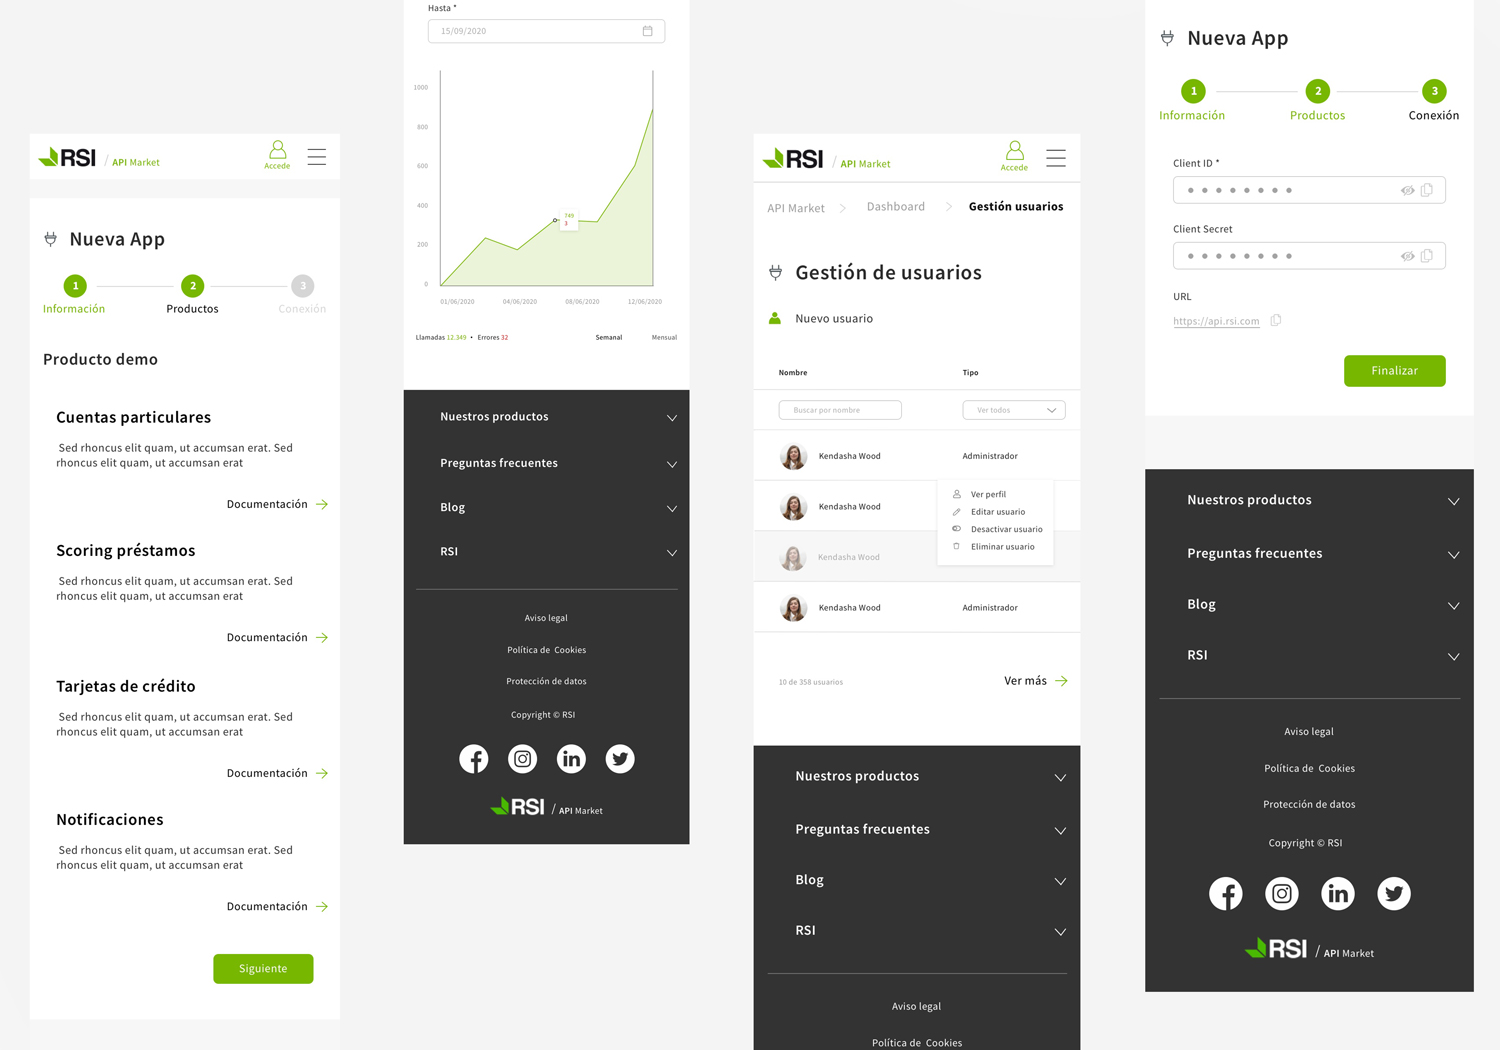 RSI / API Market
Accede
Nueva App
1
2
3
Información
Productos
Conexión
Producto demo
Cuentas particulares
Sed rhoncus elit quam, ut accumsan erat. Sed
rhoncus elit quam, ut accumsan erat
Documentación
Scoring préstamos
Sed rhoncus elit quam, ut accumsan erat. Sed
rhoncus elit quam, ut accumsan erat
Documentación
Tarjetas de crédito
Sed rhoncus elit quam, ut accumsan erat. Sed
rhoncus elit quam, ut accumsan erat
Documentación
Notificaciones
Sed rhoncus elit quam, ut accumsan erat. Sed
rhoncus elit quam, ut accumsan erat
Documentación
Siguiente
Hasta *
15/09/2020
1000
800
600
400
200
0
749
3
01/06/2020
04/06/2020
08/06/2020
12/06/2020
Llamadas 12.349 • Errores 32
Semanal
Mensual
Nuestros productos
Preguntas frecuentes
Blog
RSI
Aviso legal
Política de Cookies
Protección de datos
Copyright © RSI
RSI / API Market
RSI / API Market
Accede
API Market
Dashboard
Gestión usuarios
Gestión de usuarios
Nuevo usuario
Nombre
Tipo
Buscar por nombre
Ver todos
Kendasha Wood
Administrador
Kendasha Wood
Ver perfil
Editar usuario
Desactivar usuario
Eliminar usuario
Kendasha Wood
Kendasha Wood
Administrador
10 de 358 usuarios
Ver más
Nuestros productos
Preguntas frecuentes
Blog
RSI
Aviso legal
Política de Cookies
Nueva App
1
2
3
Información
Productos
Conexión
Client ID *
Client Secret
URL
https://api.rsi.com
Finalizar
Nuestros productos
Preguntas frecuentes
Blog
RSI
Aviso legal
Política de Cookies
Protección de datos
Copyright © RSI
RSI / API Market